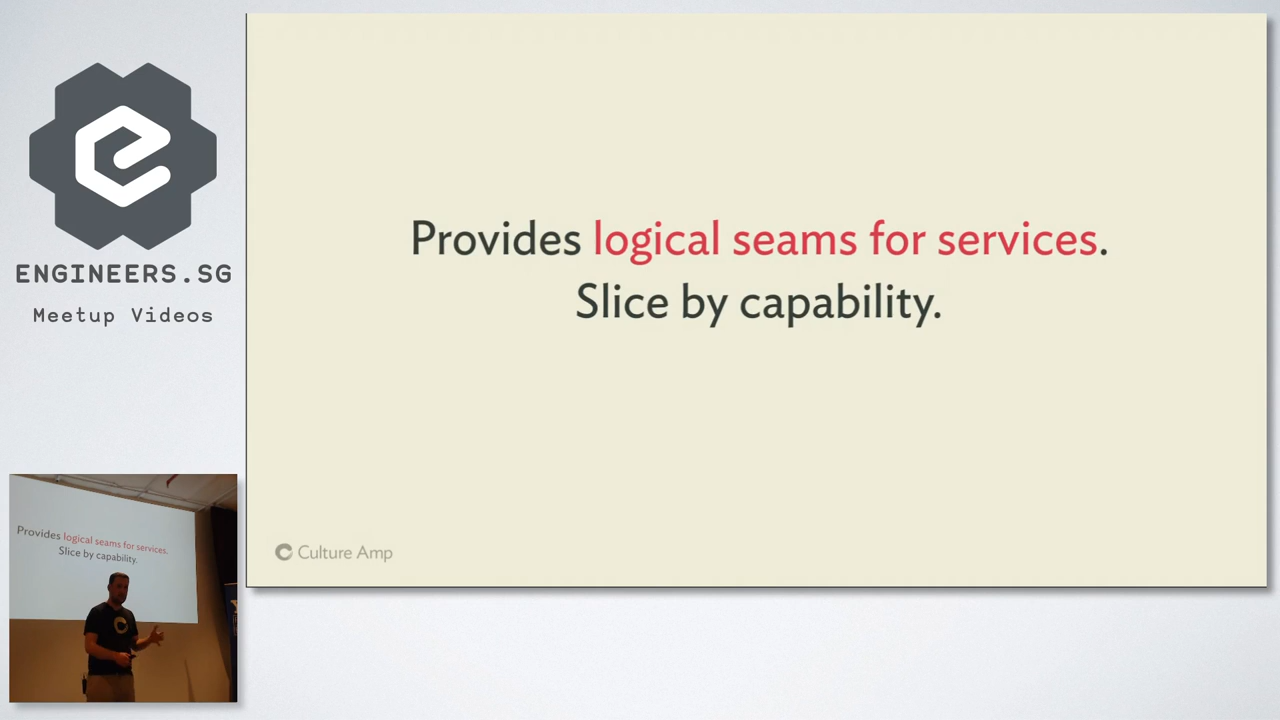 ENGINEERS.SG
Meetup Videos
Provides logical seams for services.
Slice by capability.
Culture Amp
Provides logical seams for services.
Slice by capability.